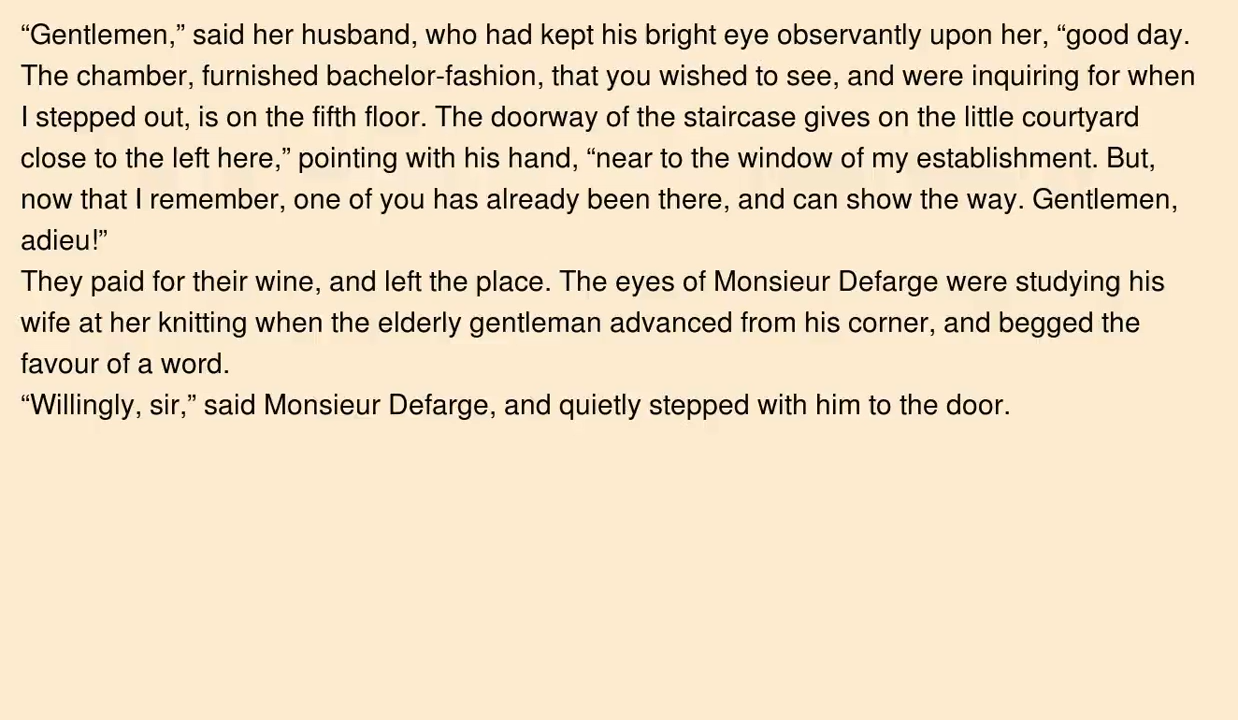 “Gentlemen,” said her husband, who had kept his bright eye observantly upon her, “good day.
The chamber, furnished bachelor-fashion, that you wished to see, and were inquiring for when
I stepped out, is on the fifth floor. The doorway of the staircase gives on the little courtyard
close to the left here,” pointing with his hand, “near to the window of my establishment. But,
now that I remember, one of you has already been there, and can show the way. Gentlemen,
adieu!”
They paid for their wine, and left the place. The eyes of Monsieur Defarge were studying his
wife at her knitting when the elderly gentleman advanced from his corner, and begged the
favour of a word.
“Willingly, sir,” said Monsieur Defarge, and quietly stepped with him to the door.